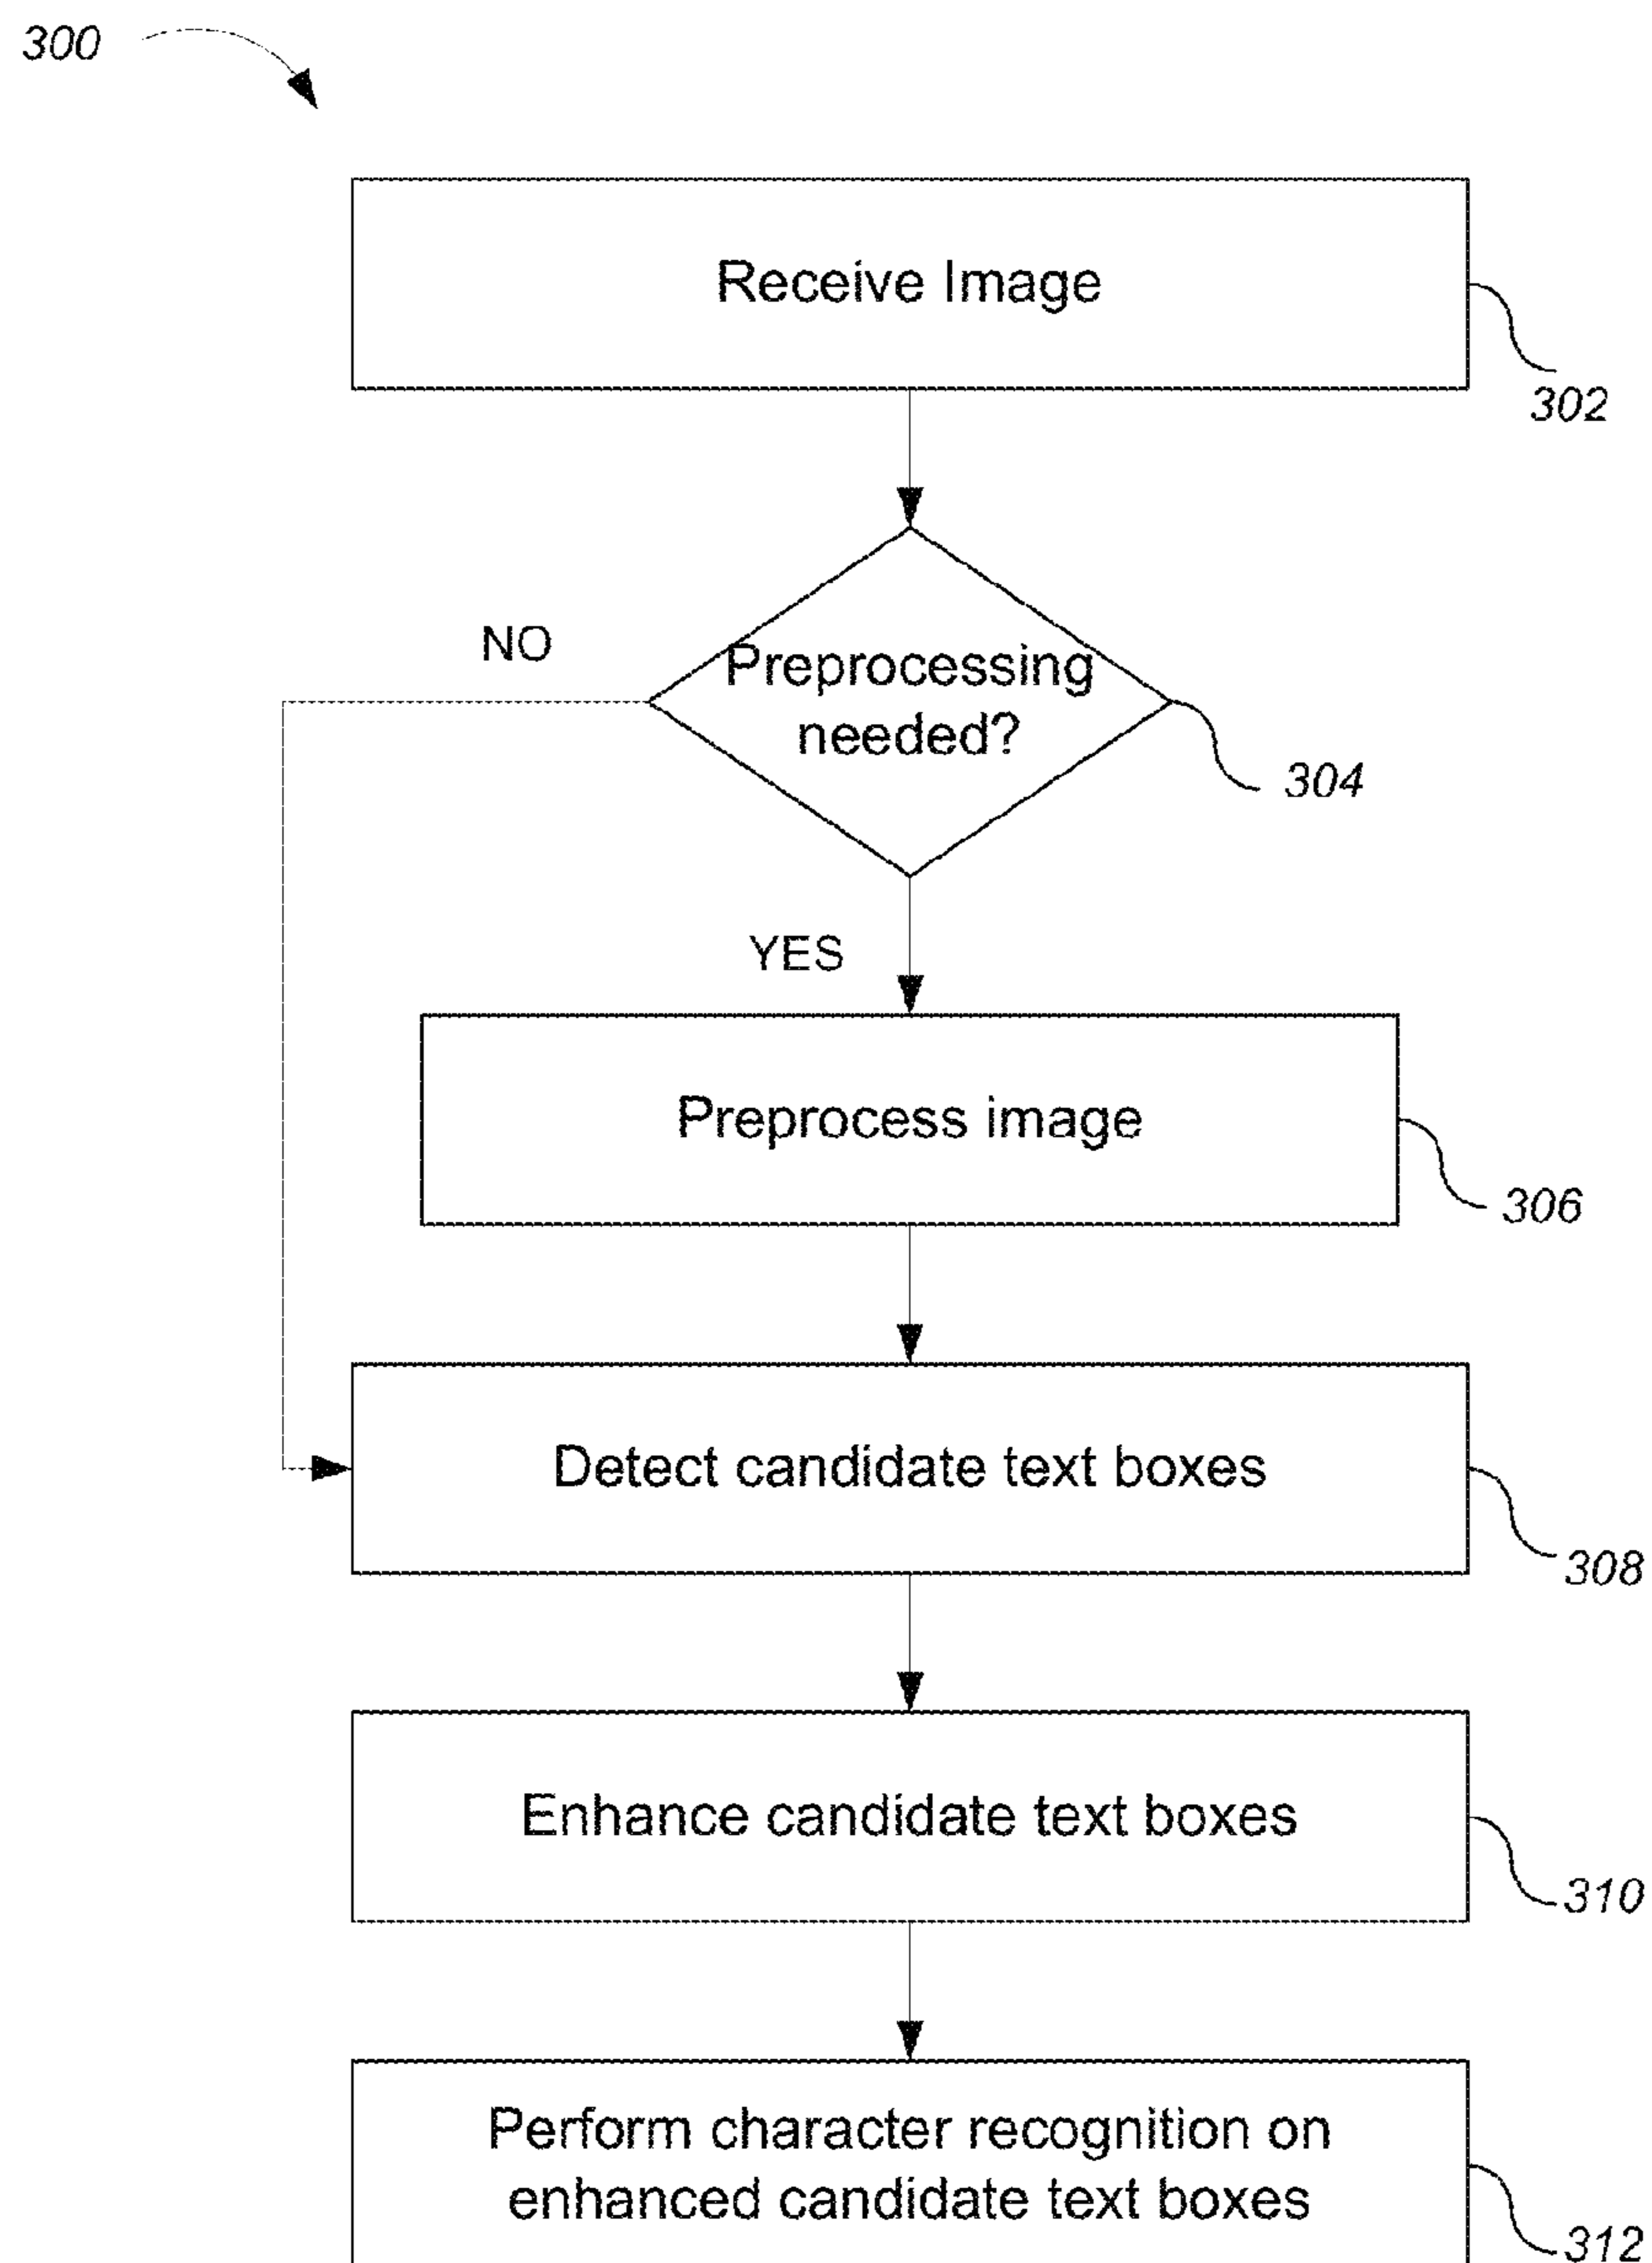 300
Receive Image
302
NO
Preprocessing
needed?
304
YES
Preprocess image
306
Detect candidate text boxes
308
Enhance candidate text boxes
310
Perform character recognition on
enhanced candidate text boxes
312